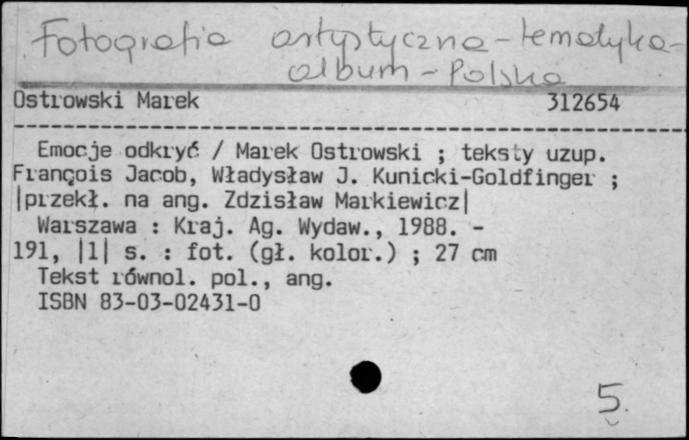 Fotografia artystyczna - tematyka -
album - Polska
Ostrowski Marek 312654
Emocje odkryć / Marek Ostrowski ; teksty uzup.
François Jacob, Władysław J. Kunicki-Goldfinger ;
|przekł. na ang. Zdzisław Markiewicz|
Warszawa : Kraj. Ag. Wydaw., 1988. -
191, |1| s. : fot. (gł. kolor.) ; 27 cm
Tekst równol. pol., ang.
ISBN 83-03-02431-0
5.